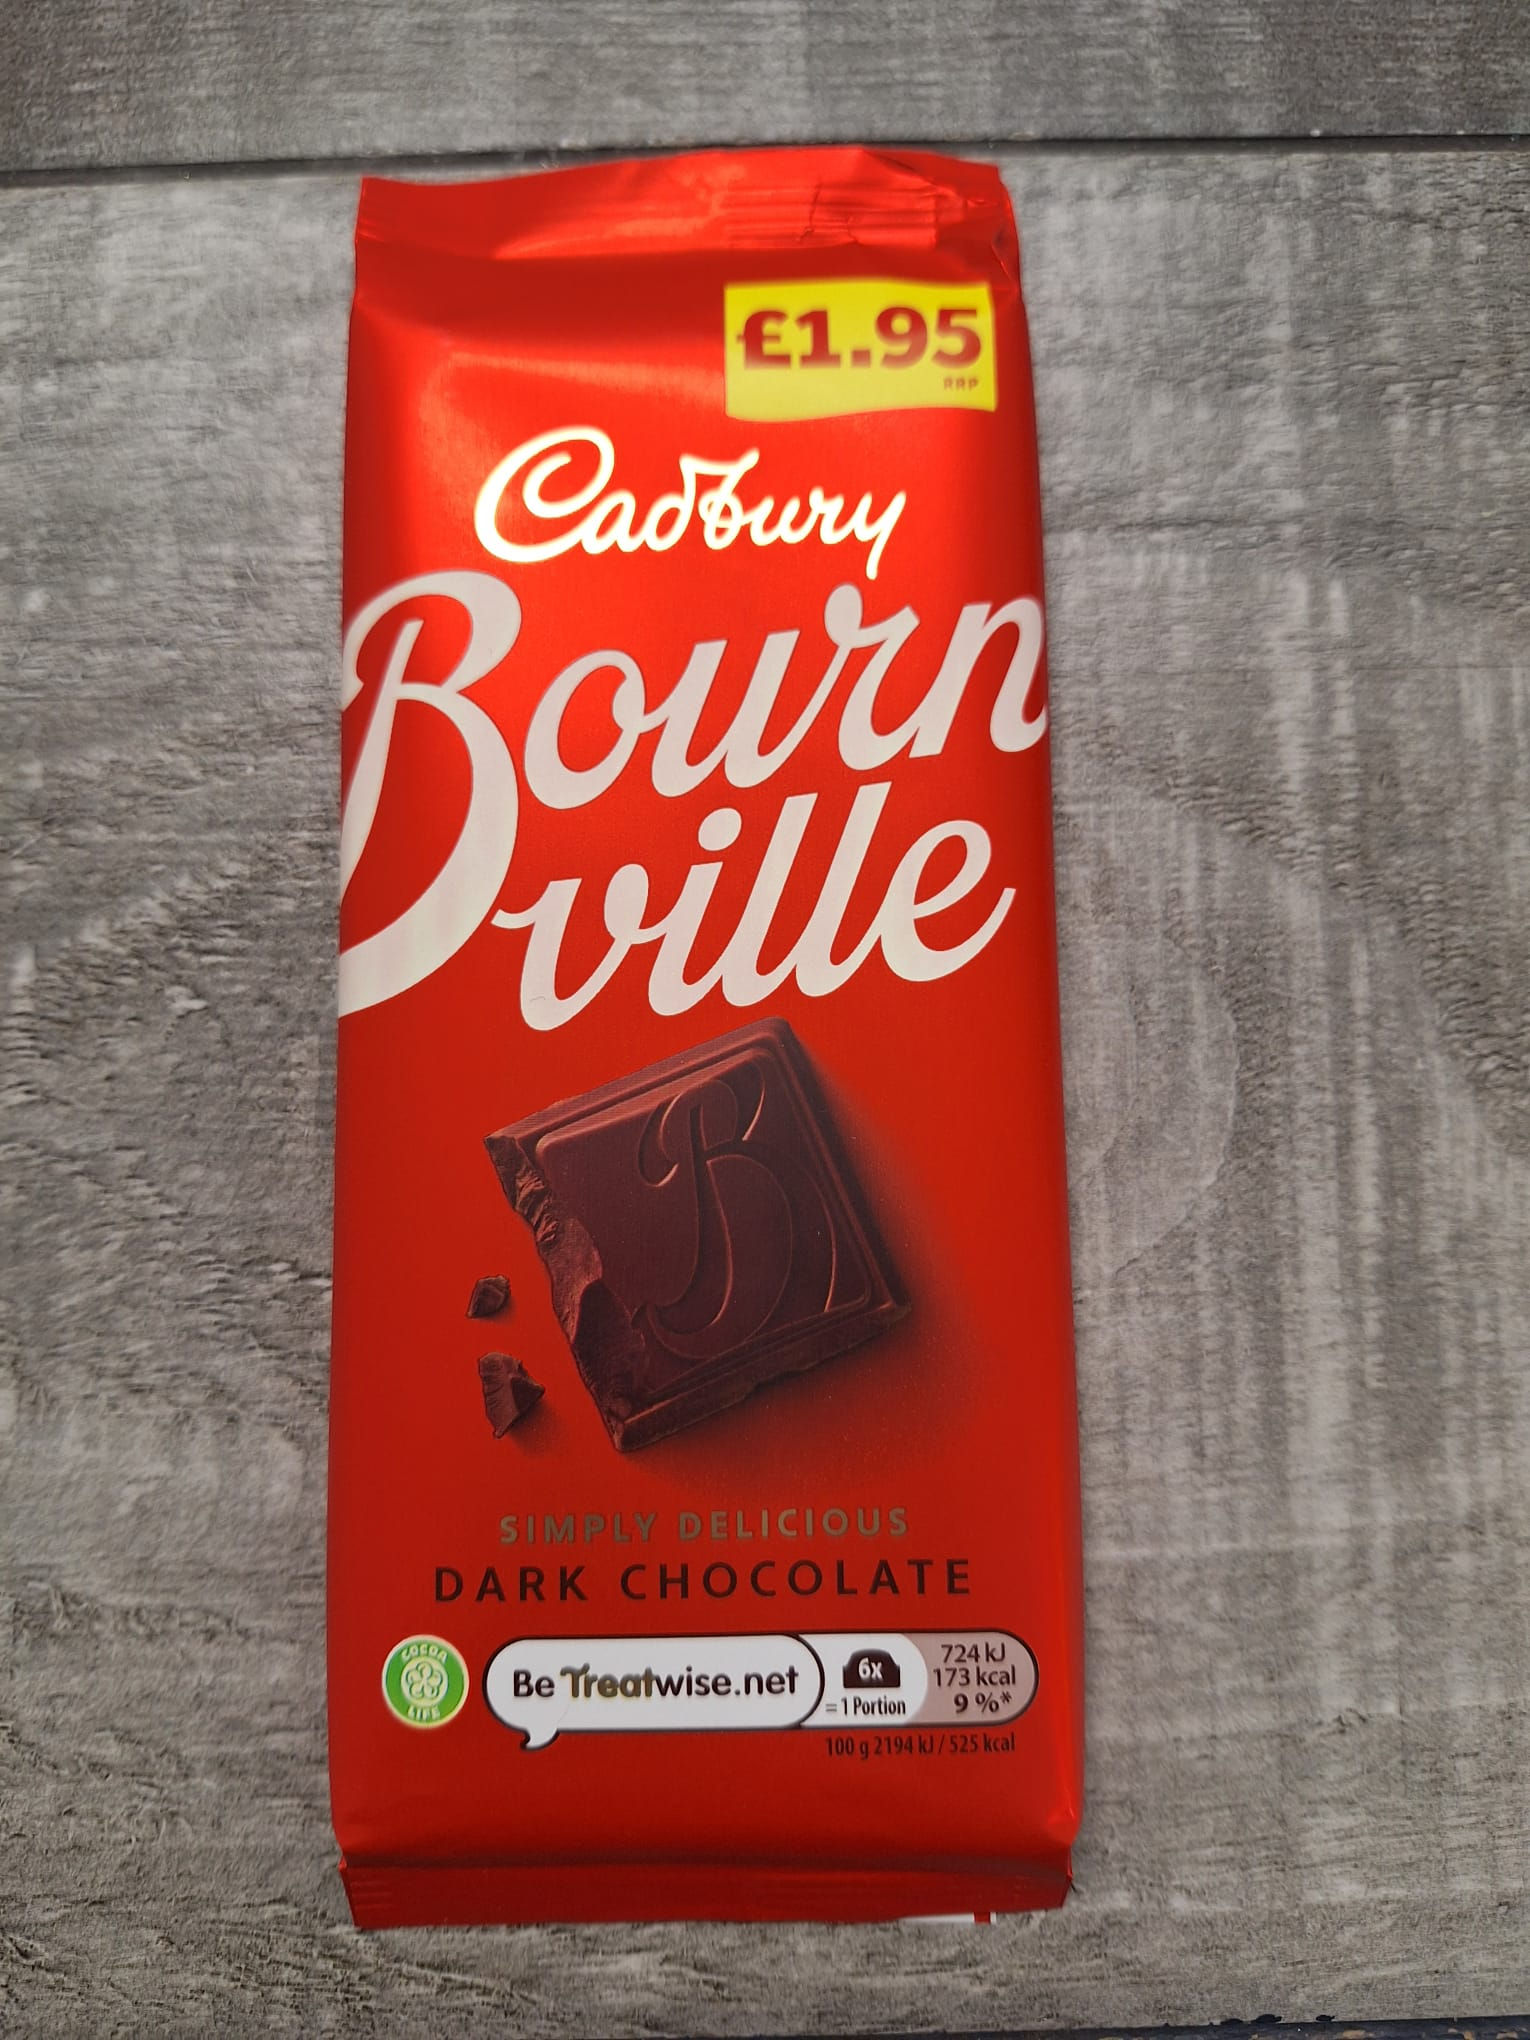 £1.95
RRP
Cadbury
Bourn
ville
B
SIMPLY DELICIOUS
DARK CHOCOLATE
COCOA
LIFE
Be Treatwise.net
6x
= 1 Portion
724 kJ
173 kcal
9 %*
100 g 2194 kJ / 525 kcal